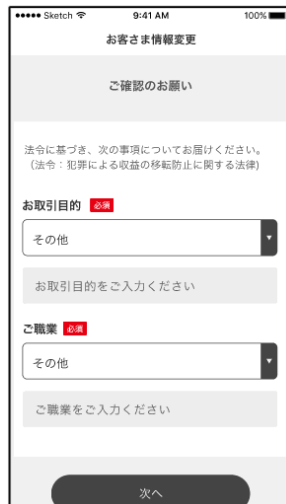 Sketch 9:41 AM 100%
お客さま情報変更
ご確認のお願い
法令に基づき、次の事項についてお届けください。
（法令：犯罪による収益の移転防止に関する法律）
お取引目的 必須
その他
お取引目的をご入力ください
ご職業 必須
その他
ご職業をご入力ください
次へ